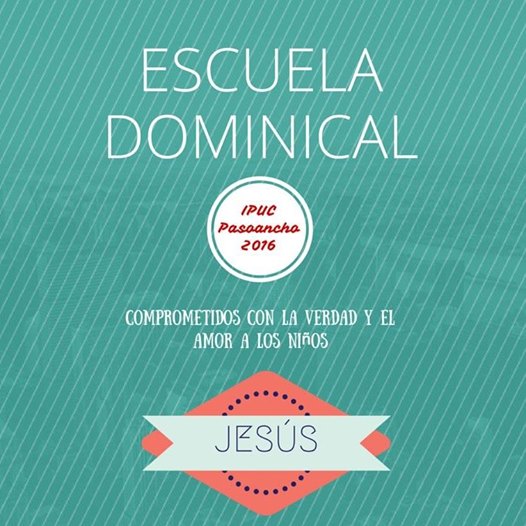 ESCUELA
DOMINICAL
IPUC
Pasoancho
2016
COMPROMETIDOS CON LA VERDAD Y EL
AMOR A LOS NIÑOS
JESÚS